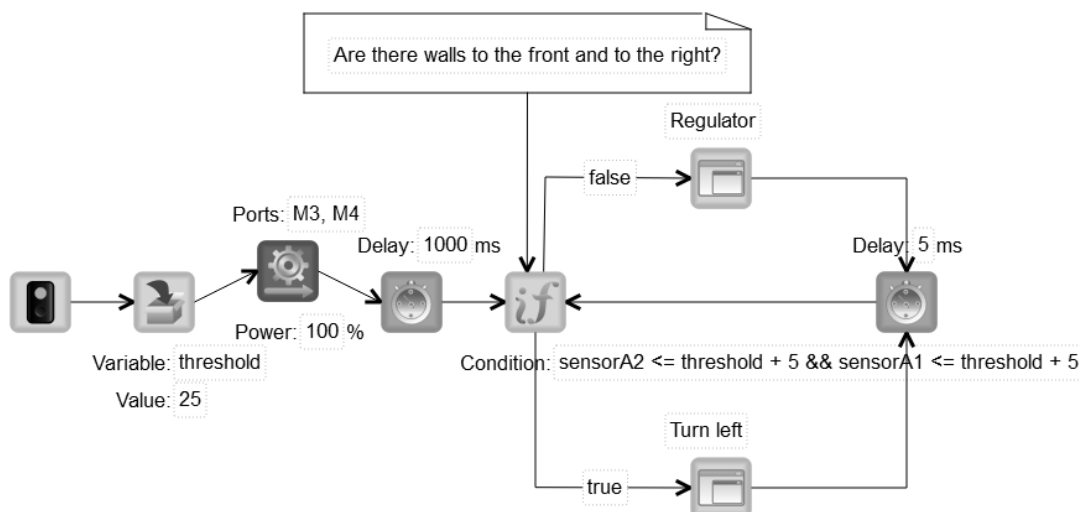 Are there walls to the front and to the right?
Regulator
false
Ports: M3, M4
Delay: 1000 ms
Delay: 5 ms
if
Power: 100 %
Variable: threshold
Condition: sensorA2 <= threshold + 5 && sensorA1 <= threshold + 5
Value: 25
Turn left
true